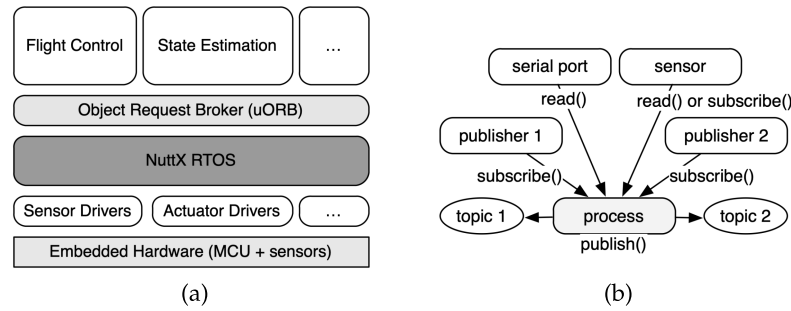 Flight Control
State Estimation
...
Object Request Broker (uORB)
NuttX RTOS
Sensor Drivers
Actuator Drivers
...
Embedded Hardware (MCU + sensors)
(a)
serial port
sensor
read()
read() or subscribe()
publisher 1
publisher 2
subscribe()
subscribe()
topic 1
process
topic 2
publish()
(b)